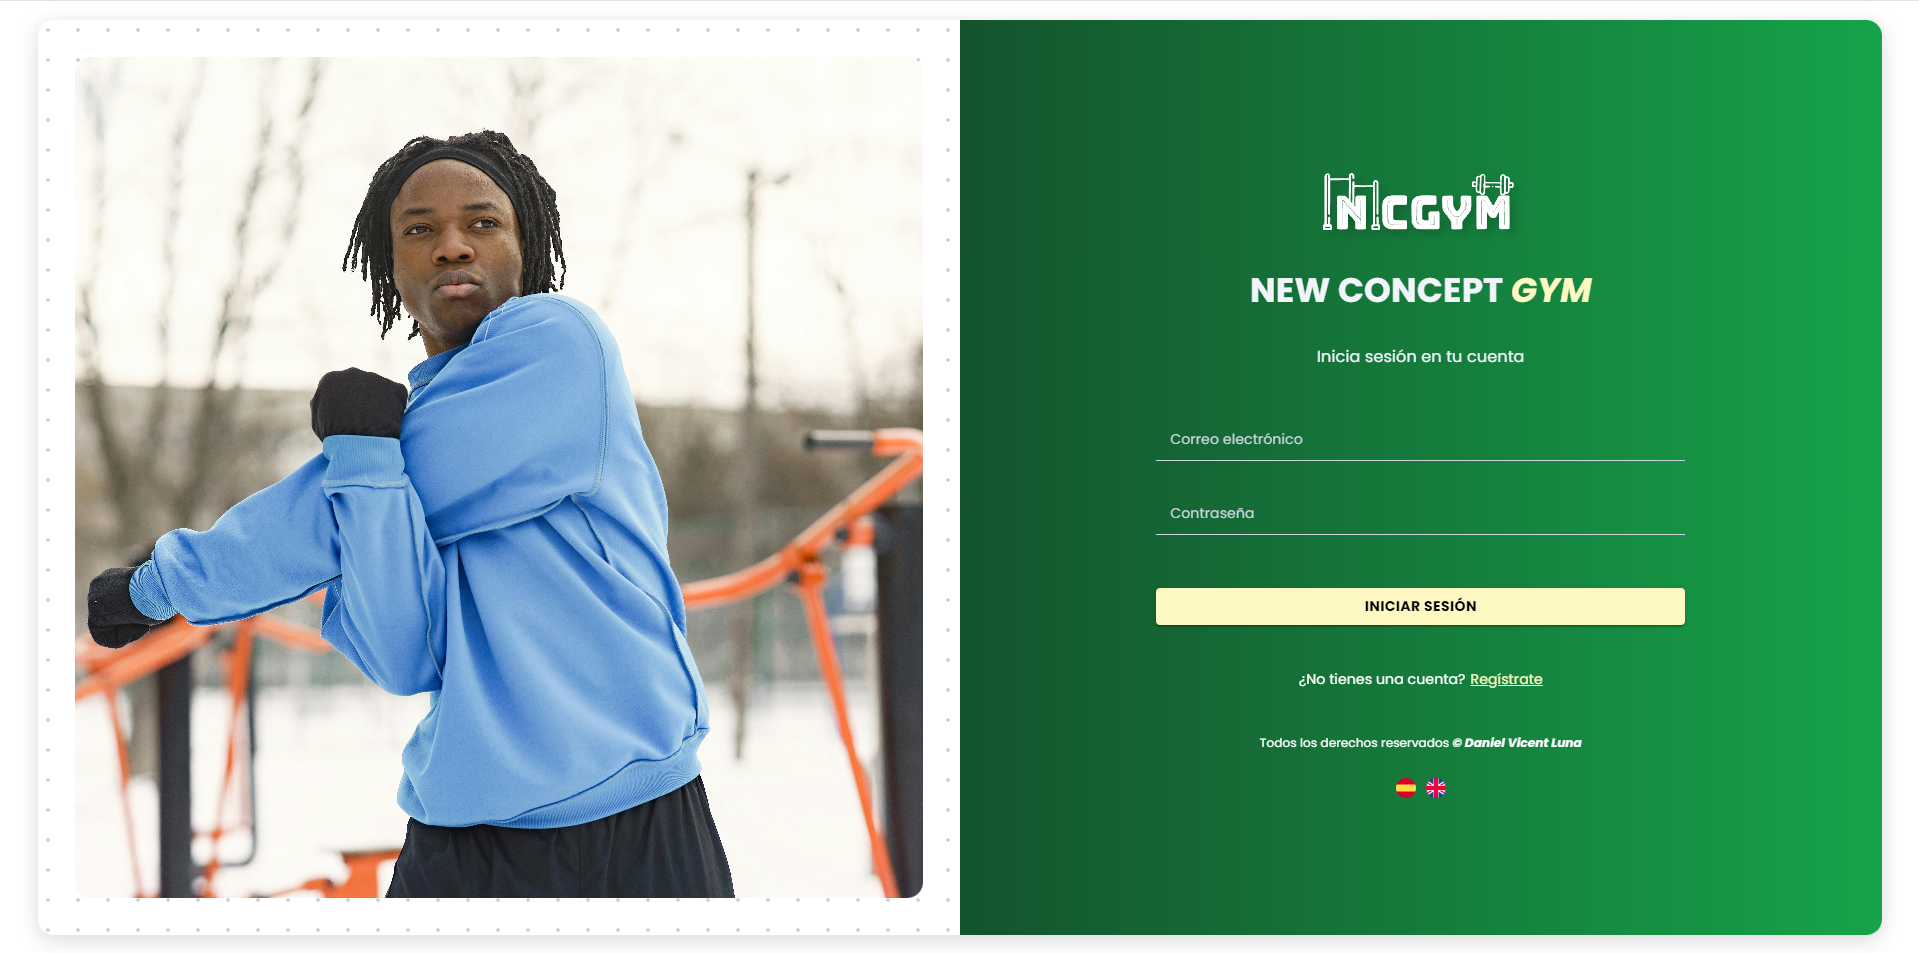 NCGYM
NEW CONCEPT GYM
Inicia sesión en tu cuenta
Correo electrónico
Contraseña
INICIAR SESIÓN
¿No tienes una cuenta? Regístrate
Todos los derechos reservados © Daniel Vicent Luna